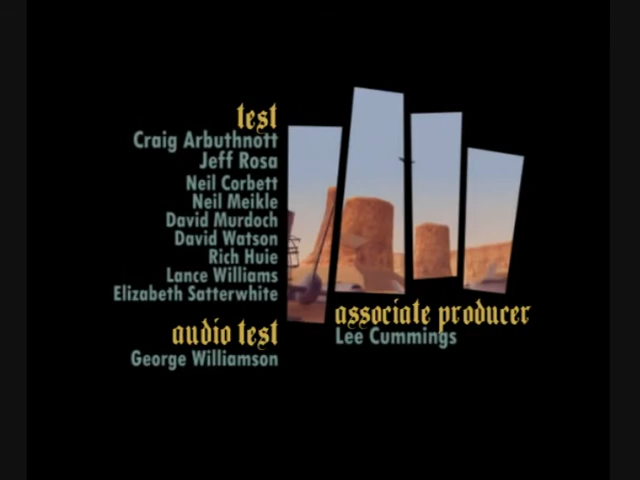 test
Craig Arbuthnott
Jeff Rosa
Neil Corbett
Neil Meikle
David Murdoch
David Watson
Rich Huie
Lance Williams
Elizabeth Satterwhite
audio test
George Williamson
associate producer
Lee Cummings